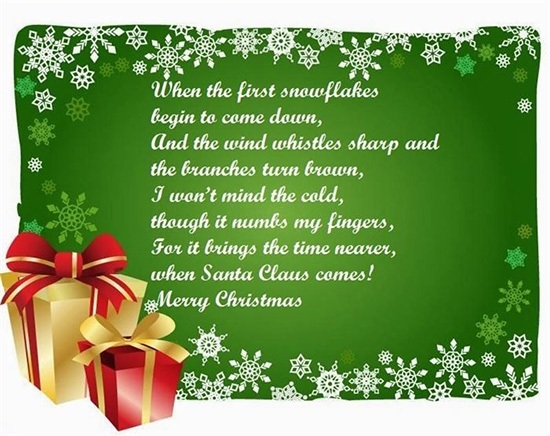 When the first snowflakes
begin to come down,
And the wind whistles sharp and
the branches turn brown,
I won't mind the cold,
though it numbs my fingers,
For it brings the time nearer,
when Santa Claus comes!
Merry Christmas